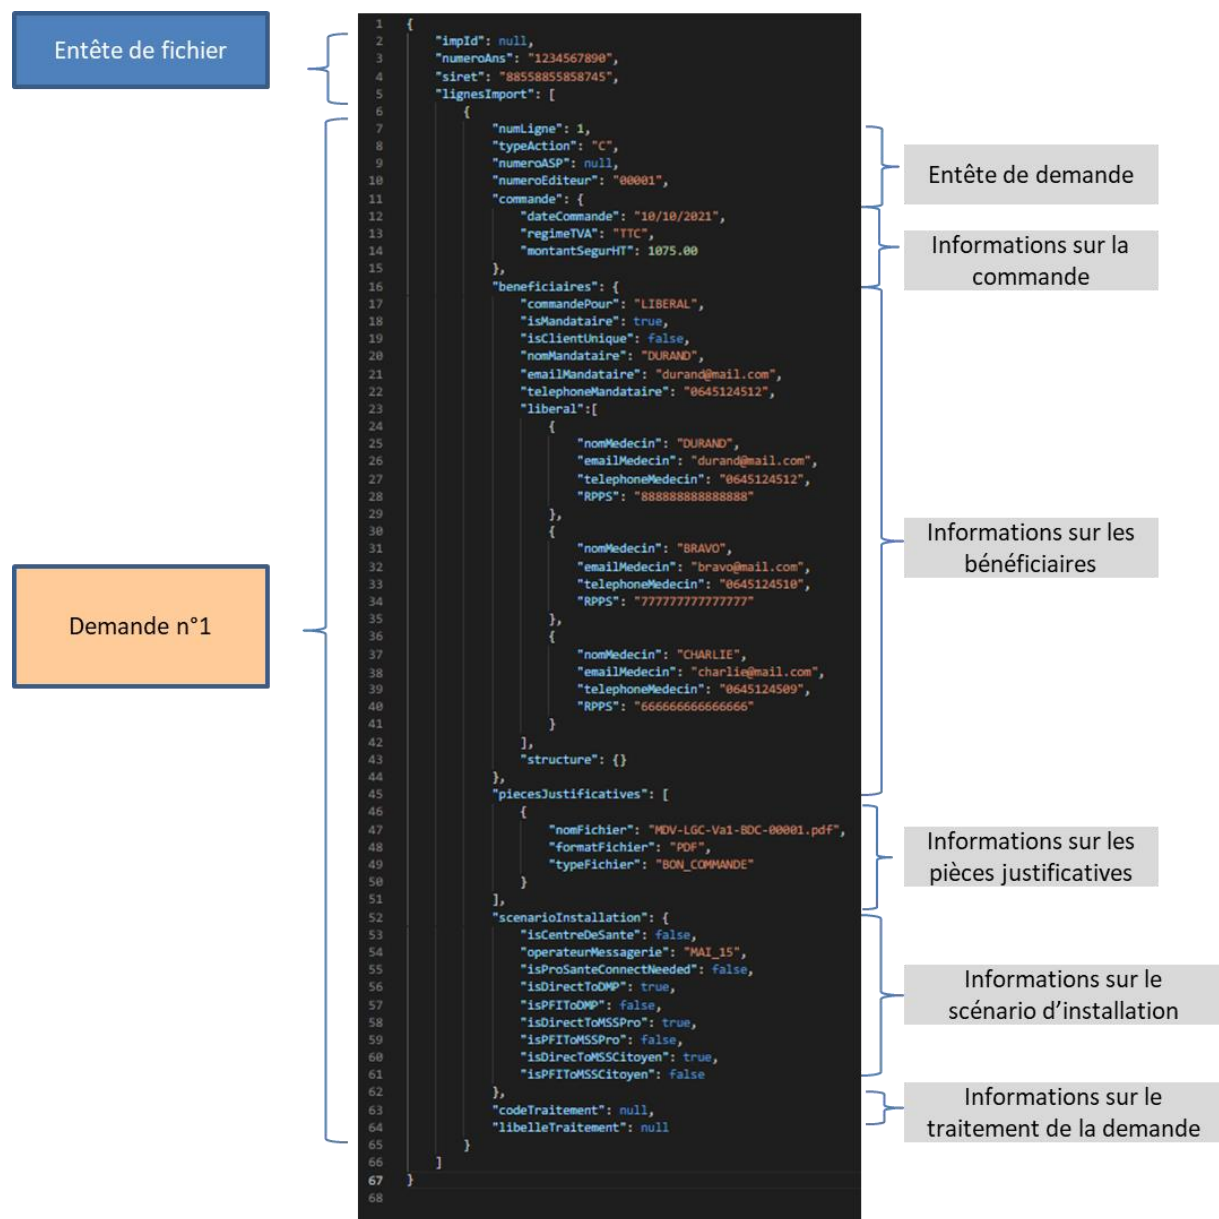 Entête de fichier
Demande n°1
1 {
2 "impId": null,
3 "numeroAns": "1234567890",
4 "siret": "88558855858745",
5 "lignesImport": [
6 {
7 "numLigne": 1,
8 "typeAction": "C",
9 "numeroASP": null,
10 "numeroEditeur": "00001",
11 "commande": {
12 "dateCommande": "10/10/2021",
13 "regimeTVA": "TTC",
14 "montantSegurHT": 1075.00
15 },
16 "beneficiaires": {
17 "commandePour": "LIBERAL",
18 "isMandataire": true,
19 "isClientUnique": false,
20 "nomMandataire": "DURAND",
21 "emailMandataire": "durand@mail.com",
22 "telephoneMandataire": "0645124512",
23 "liberal":[
24 {
25 "nomMedecin": "DURAND",
26 "emailMedecin": "durand@mail.com",
27 "telephoneMedecin": "0645124512",
28 "RPPS": "888888888888888"
29 },
30 {
31 "nomMedecin": "BRAVO",
32 "emailMedecin": "bravo@mail.com",
33 "telephoneMedecin": "0645124510",
34 "RPPS": "777777777777777"
35 },
36 {
37 "nomMedecin": "CHARLIE",
38 "emailMedecin": "charlie@mail.com",
39 "telephoneMedecin": "0645124509",
40 "RPPS": "666666666666666"
41 }
42 ],
43 "structure": {}
44 },
45 "piecesJustificatives": [
46 {
47 "nomFichier": "MDV-LGC-Va1-BDC-00001.pdf",
48 "formatFichier": "PDF",
49 "typeFichier": "BON_COMMANDE"
50 }
51 ],
52 "scenarioInstallation": {
53 "isCentreDeSante": false,
54 "operateurMessagerie": "MAI_15",
55 "isProSanteConnectNeeded": false,
56 "isDirectToDMP": true,
57 "isPFIToDMP": false,
58 "isDirectToMSSPro": true,
59 "isPFIToMSSPro": false,
60 "isDirecToMSSCitoyen": true,
61 "isPFIToMSSCitoyen": false
62 },
63 "codeTraitement": null,
64 "libelleTraitement": null
65 }
66 ]
67 }
68
Entête de demande
Informations sur la
commande
Informations sur les
bénéficiaires
Informations sur les
pièces justificatives
Informations sur le
scénario d'installation
Informations sur le
traitement de la demande